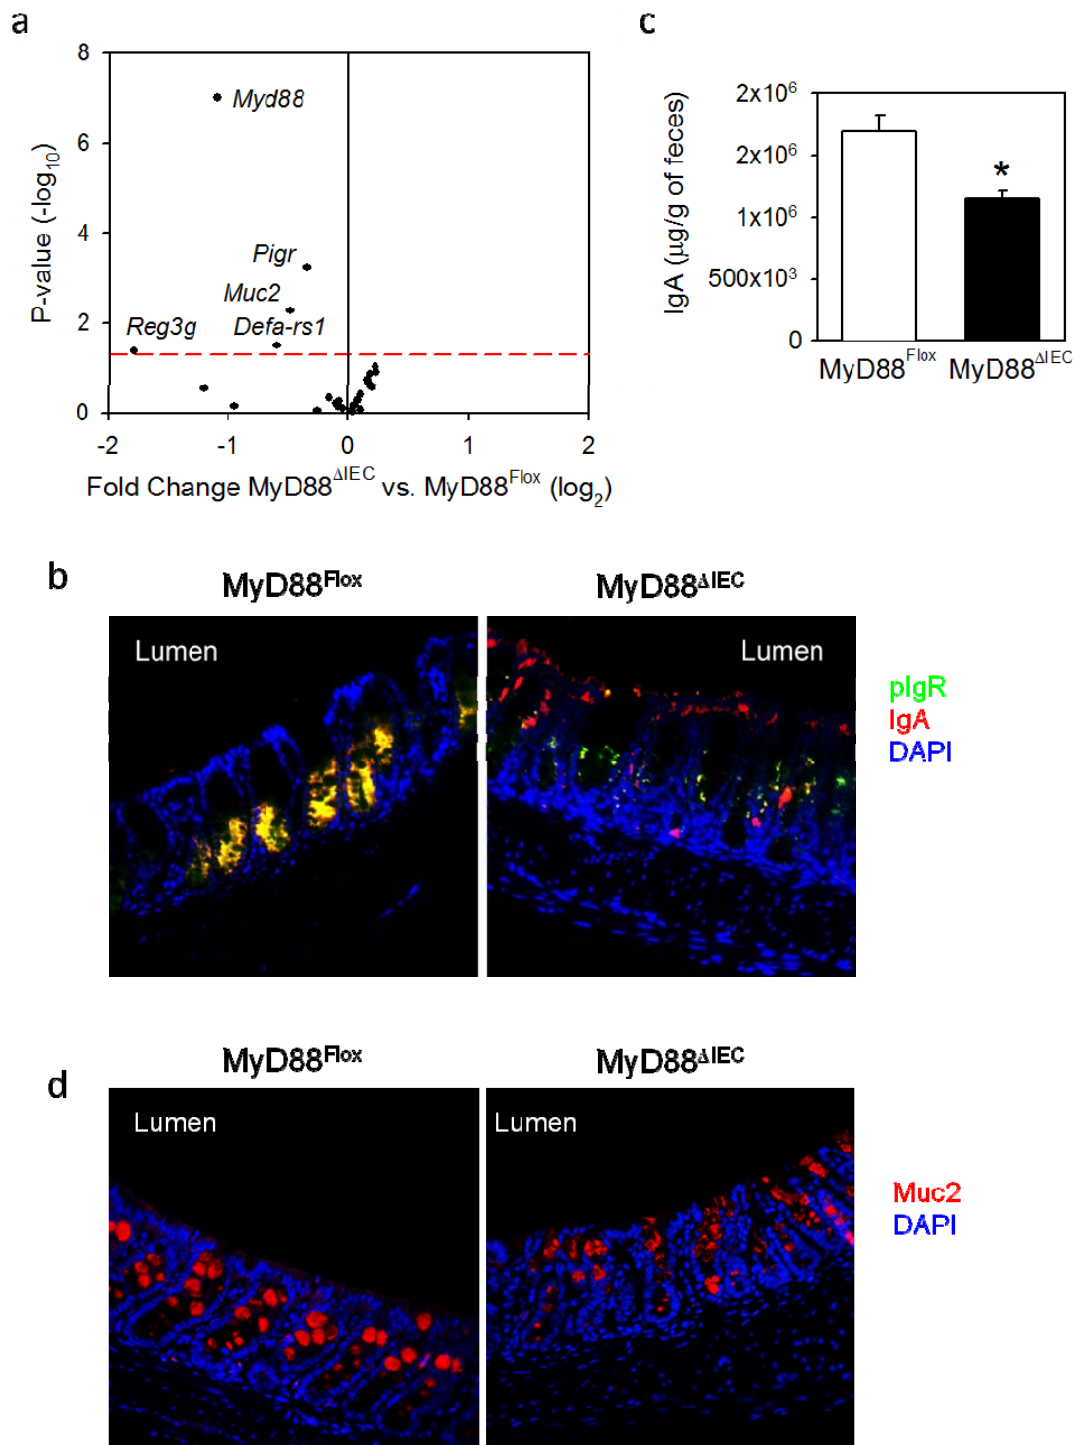 a
8
6
4
2
0
P-value (-log10)
Myd88
Pigr
Muc2
Reg3g
Defa-rs1
-2 -1 0 1 2
Fold Change MyD88ΔIEC vs. MyD88Flox (log2)
c
2x10⁶
2x10⁶
1x10⁶
500x10³
0
IgA (µg/g of feces)
*
MyD88Flox MyD88ΔIEC
b
MyD88Flox MyD88ΔIEC
Lumen
Lumen
pIgR
IgA
DAPI
d
MyD88Flox MyD88ΔIEC
Lumen
Lumen
Muc2
DAPI